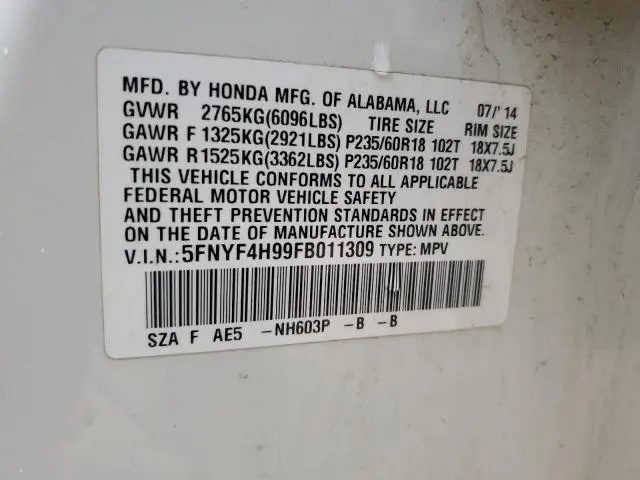 MFD. BY HONDA MFG. OF ALABAMA, LLC 07/'14
GVWR 2765KG(6096LBS) TIRE SIZE RIM SIZE
GAWR F 1325KG(2921LBS) P235/60R18 102T 18X7.5J
GAWR R 1525KG(3362LBS) P235/60R18 102T 18X7.5J
THIS VEHICLE CONFORMS TO ALL APPLICABLE
FEDERAL MOTOR VEHICLE SAFETY
AND THEFT PREVENTION STANDARDS IN EFFECT
ON THE DATE OF MANUFACTURE SHOWN ABOVE.
V.I.N.:5FNYF4H99FB011309 TYPE: MPV
SZA F AE5 -NH603P -B -B